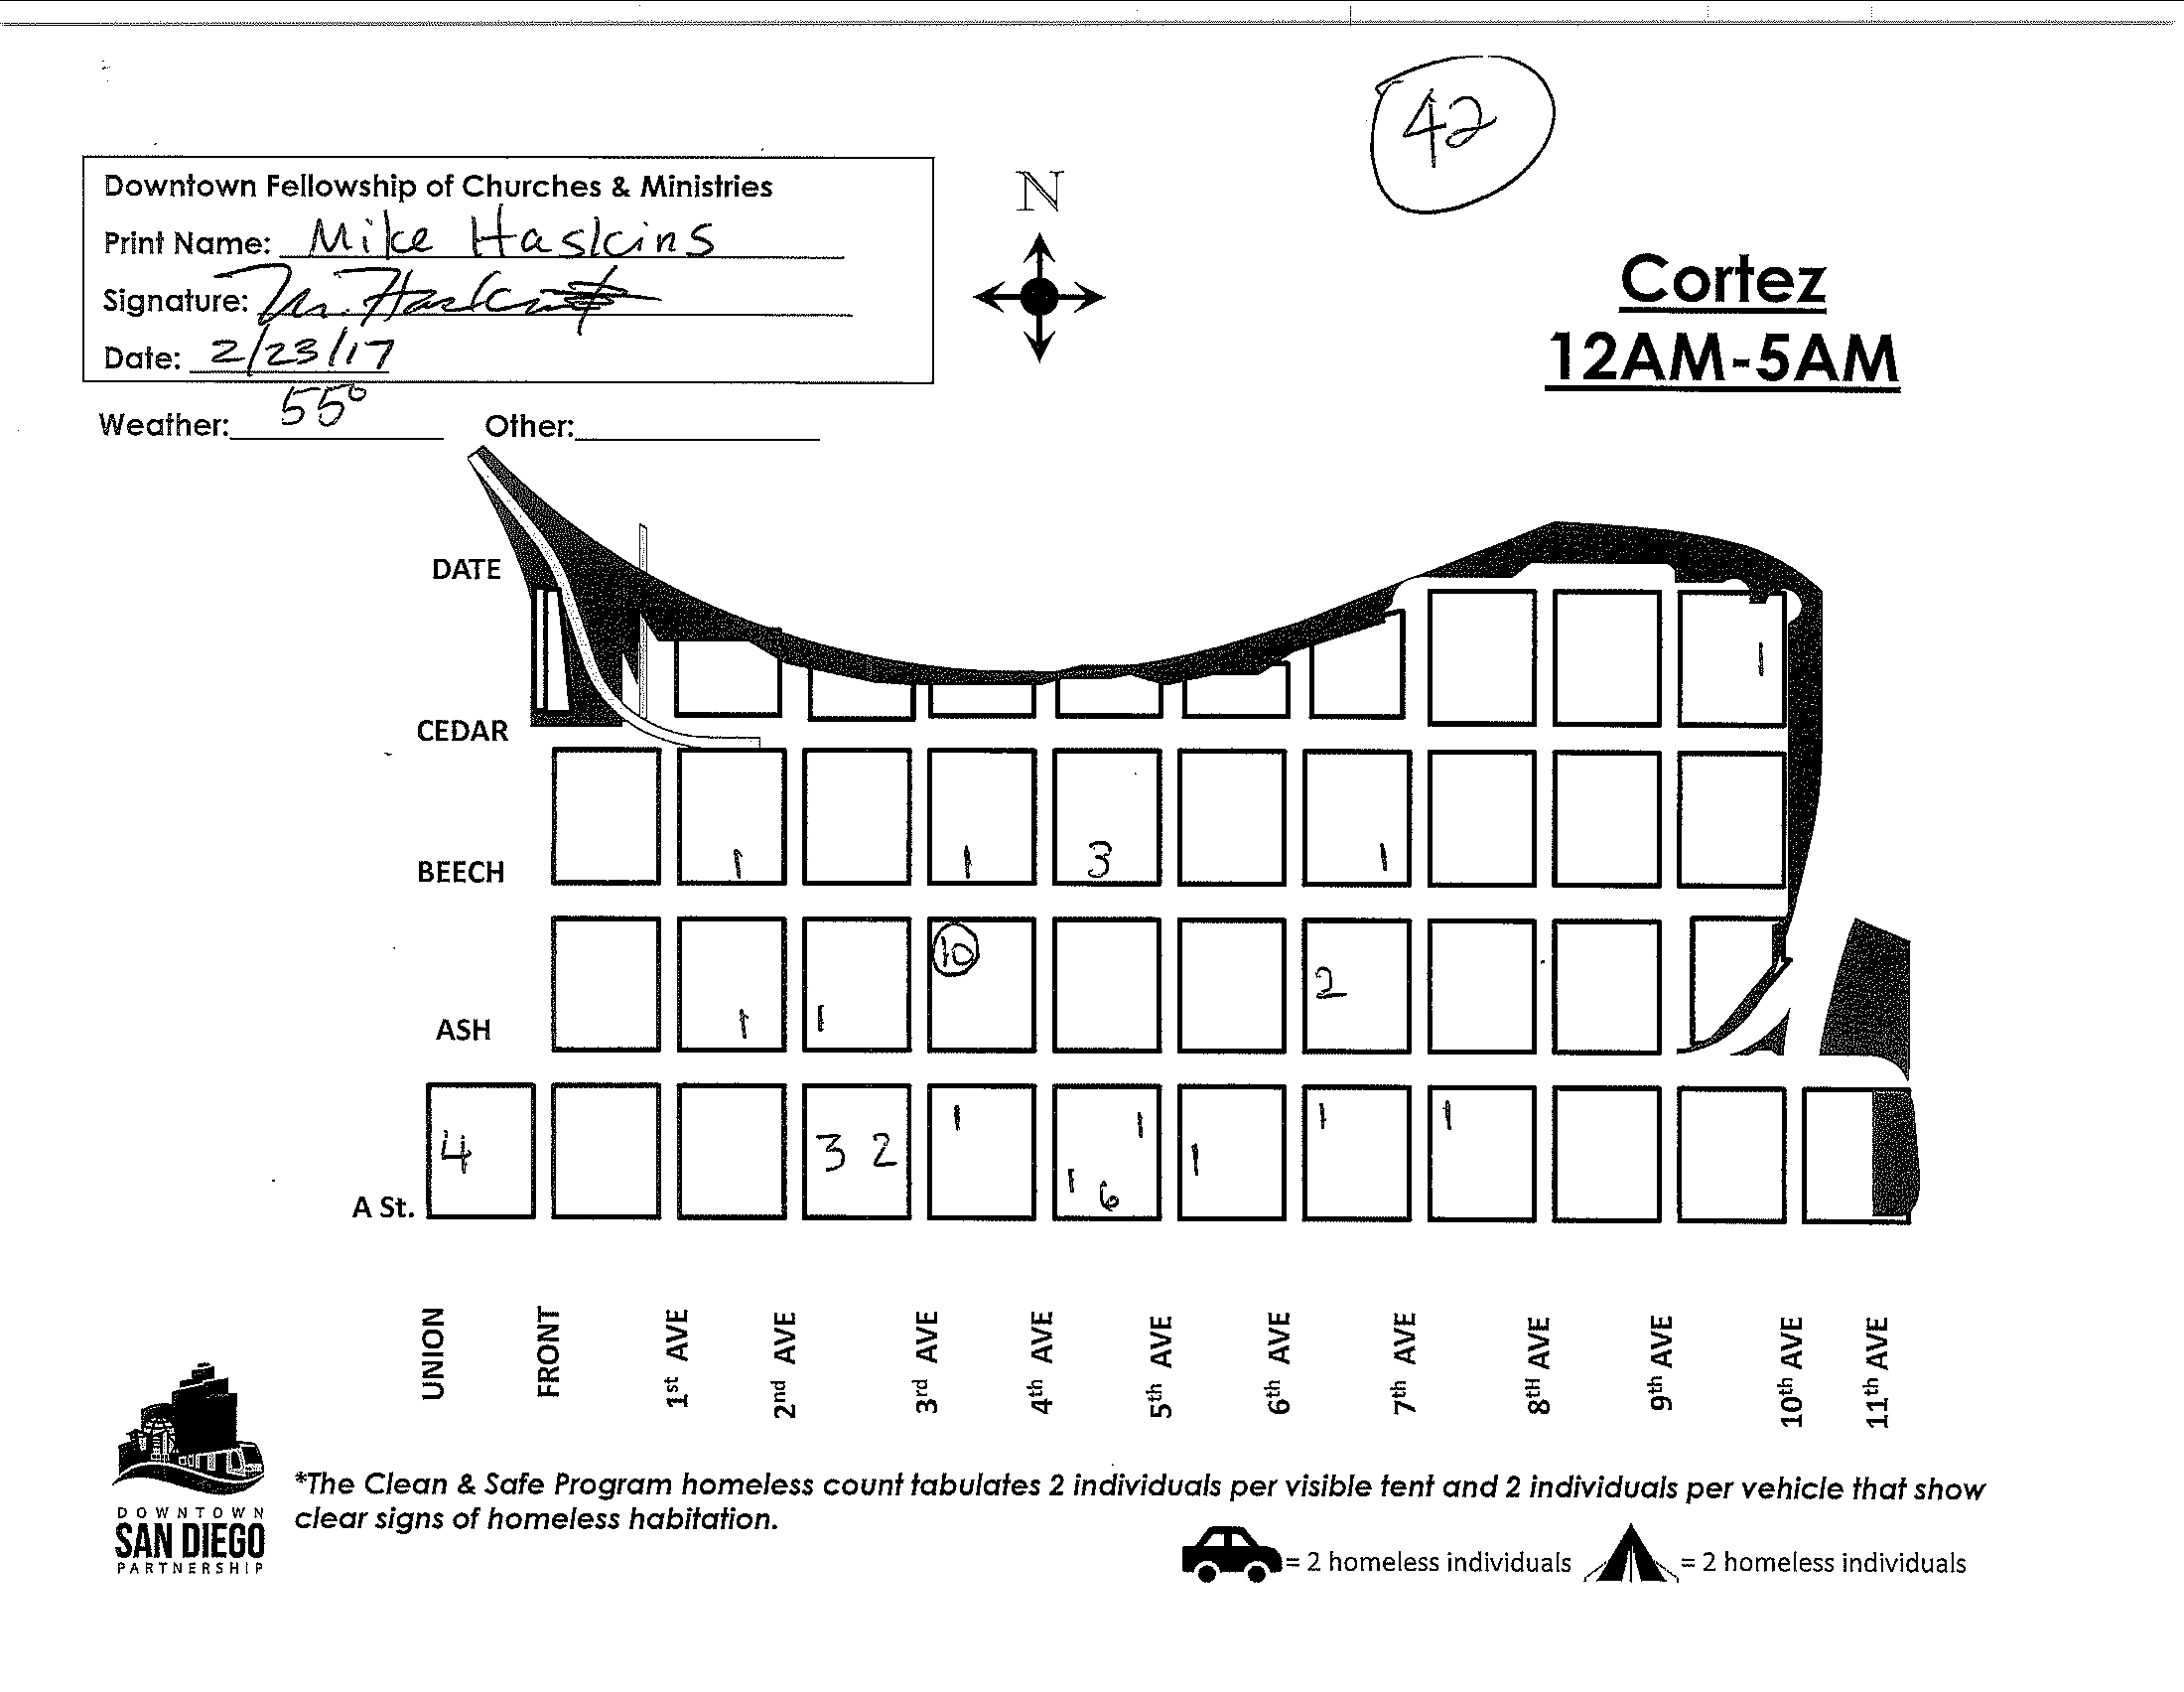 42
Downtown Fellowship of Churches & Ministries
Print Name: Mike Haskins
N
Signature: M. Haskins
Cortez
Date: 2/23/17
12AM-5AM
Weather: 55° Other:
DATE
1
CEDAR
1 1 3 1
BEECH
10
2
1 1
ASH
1 1 1 1
4 3 2 1
1 6
A St.
UNION
FRONT
1st AVE
2nd AVE
3rd AVE
4th AVE
5th AVE
6th AVE
7th AVE
8TH AVE
9th AVE
10th AVE
11th AVE
*The Clean & Safe Program homeless count tabulates 2 individuals per visible tent and 2 individuals per vehicle that show
clear signs of homeless habitation.
DOWNTOWN
SAN DIEGO
PARTNERSHIP
= 2 homeless individuals = 2 homeless individuals